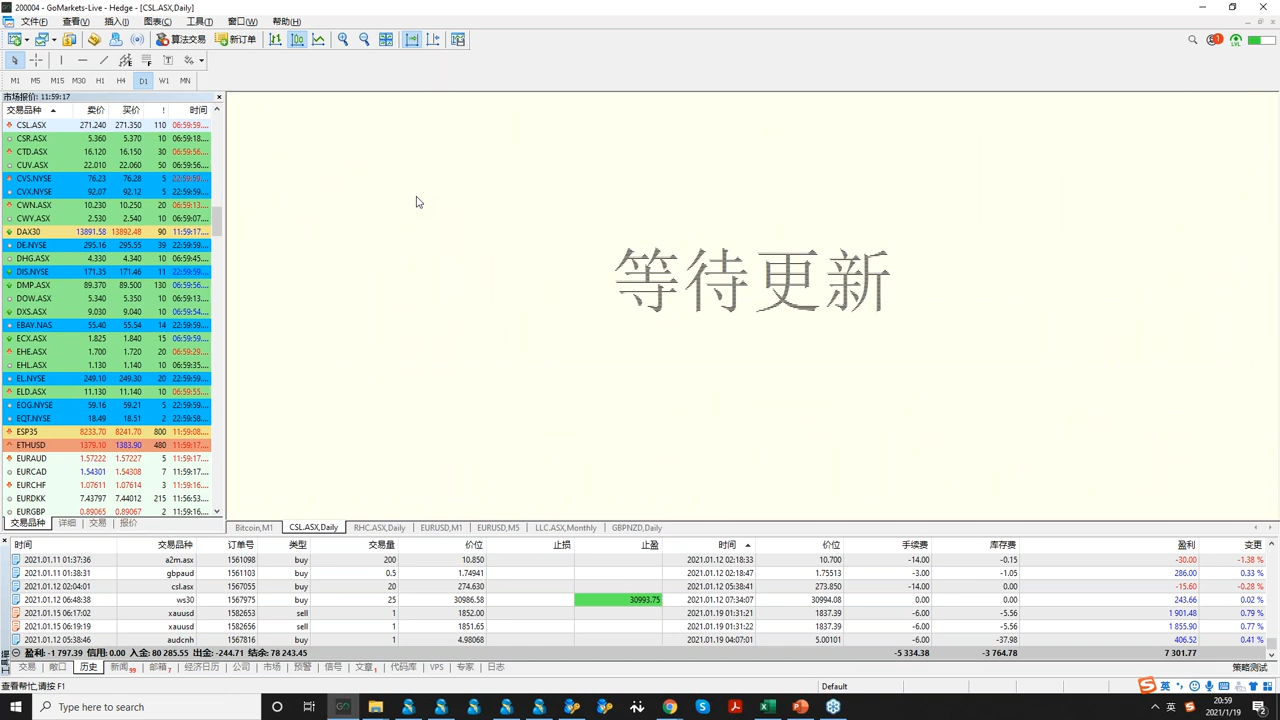 200004 - GoMarkets-Live - Hedge - [CSL.ASX,Daily]
文件(F) 查看(V) 插入(I) 图表(C) 工具(T) 窗口(W) 帮助(H)
算法交易 新订单
M1 M5 M15 M30 H1 H4 D1 W1 MN
市场报价: 11:59:17
交易品种 卖价 买价 ! 时间
CSL.ASX 271.240 271.350 110 06:59:59....
CSR.ASX 5.360 5.370 10 06:59:18....
CTD.ASX 16.120 16.150 30 06:59:56....
CUV.ASX 22.010 22.060 50 06:59:56....
CVS.NYSE 76.23 76.28 5 22:59:59....
CVX.NYSE 92.07 92.12 5 22:59:59....
CWN.ASX 10.230 10.250 20 06:59:13....
CWY.ASX 2.530 2.540 10 06:59:07....
DAX30 13891.58 13892.48 90 11:59:17....
DE.NYSE 295.16 295.55 39 22:59:59....
DHG.ASX 4.330 4.340 10 06:59:45....
DIS.NYSE 171.35 171.46 11 22:59:59....
DMP.ASX 89.370 89.500 130 06:59:56....
DOW.ASX 5.340 5.350 10 06:59:13....
DXS.ASX 9.030 9.040 10 06:59:54....
EBAY.NAS 55.40 55.54 14 22:59:59....
ECX.ASX 1.825 1.840 15 06:59:59....
EHE.ASX 1.700 1.720 20 06:59:29....
EHL.ASX 1.130 1.140 10 06:59:35....
EL.NYSE 249.10 249.30 20 22:59:59....
ELD.ASX 11.130 11.140 10 06:59:55....
EOG.NYSE 59.16 59.21 5 22:59:59....
EQT.NYSE 18.49 18.51 2 22:59:58....
ESP35 8233.70 8241.70 800 11:59:08....
ETHUSD 1379.10 1383.90 480 11:59:17....
EURAUD 1.57222 1.57227 5 11:59:17....
EURCAD 1.54301 1.54308 7 11:59:17....
EURCHF 1.07611 1.07614 3 11:59:16....
EURDKK 7.43797 7.44012 215 11:56:53....
EURGBP 0.89065 0.89067 2 11:59:16....
交易品种 详细 交易 报价
等待更新
Bitcoin,M1 CSL.ASX,Daily RHC.ASX,Daily EURUSD,M1 EURUSD,M5 LLC.ASX,Monthly GBPNZD,Daily
时间 交易品种 订单号 类型 交易量 价位 止损 止盈 时间 价位 手续费 库存费 盈利 变更
2021.01.11 01:37:36 a2m.asx 1561098 buy 200 10.850 2021.01.12 02:18:33 10.700 -14.00 -0.15 -30.00 -1.38 %
2021.01.11 01:38:31 gbpaud 1561103 buy 0.5 1.74941 2021.01.12 02:18:47 1.75513 -3.00 -1.05 286.00 0.33 %
2021.01.12 02:04:01 csl.asx 1567055 buy 20 274.630 2021.01.12 05:38:41 273.850 -14.00 0.00 -15.60 -0.28 %
2021.01.12 06:48:38 ws30 1567975 buy 25 30986.58 30993.75 2021.01.12 07:34:07 30994.08 0.00 0.00 243.66 0.02 %
2021.01.15 06:17:02 xauusd 1582653 sell 1 1852.00 2021.01.19 01:31:21 1837.39 -6.00 -5.56 1 901.48 0.79 %
2021.01.15 06:19:19 xauusd 1582656 sell 1 1851.65 2021.01.19 01:31:22 1837.39 -6.00 -5.56 1 855.90 0.77 %
2021.01.12 05:38:46 audcnh 1567816 buy 1 4.98068 2021.01.19 04:07:01 5.00101 -6.00 -37.98 406.52 0.41 %
盈利: -1 797.39 信用: 0.00 入金: 80 285.55 出金: -244.71 结余: 78 243.45 -5 334.38 -3 764.78 7 301.77
交易 敞口 历史 新闻99 邮箱7 经济日历 公司 市场 预警 信号 文章1 代码库 VPS 专家 日志 策略测试
查看帮忙,请按 F1 Default
Type here to search
英
20:59
2021/1/19